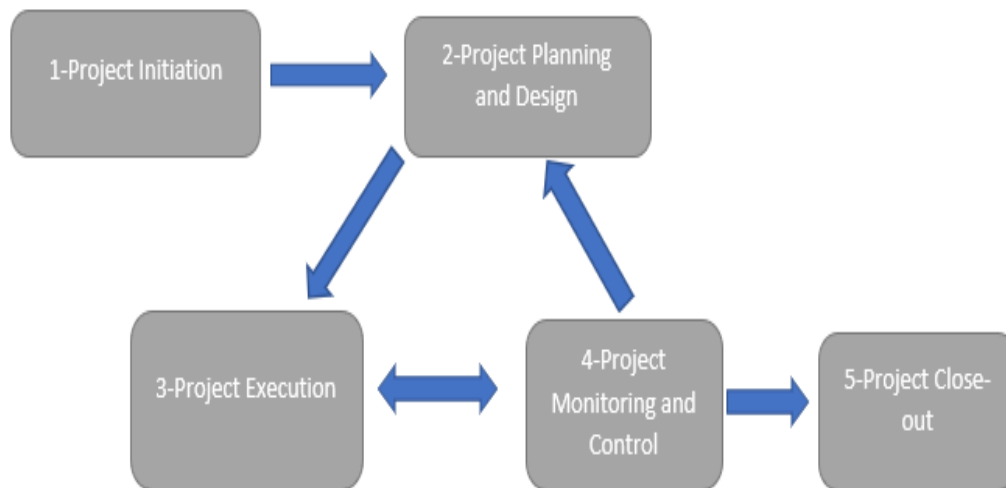 1-Project Initiation
2-Project Planning
and Design
3-Project Execution
4-Project
Monitoring and
Control
5-Project Close-
out